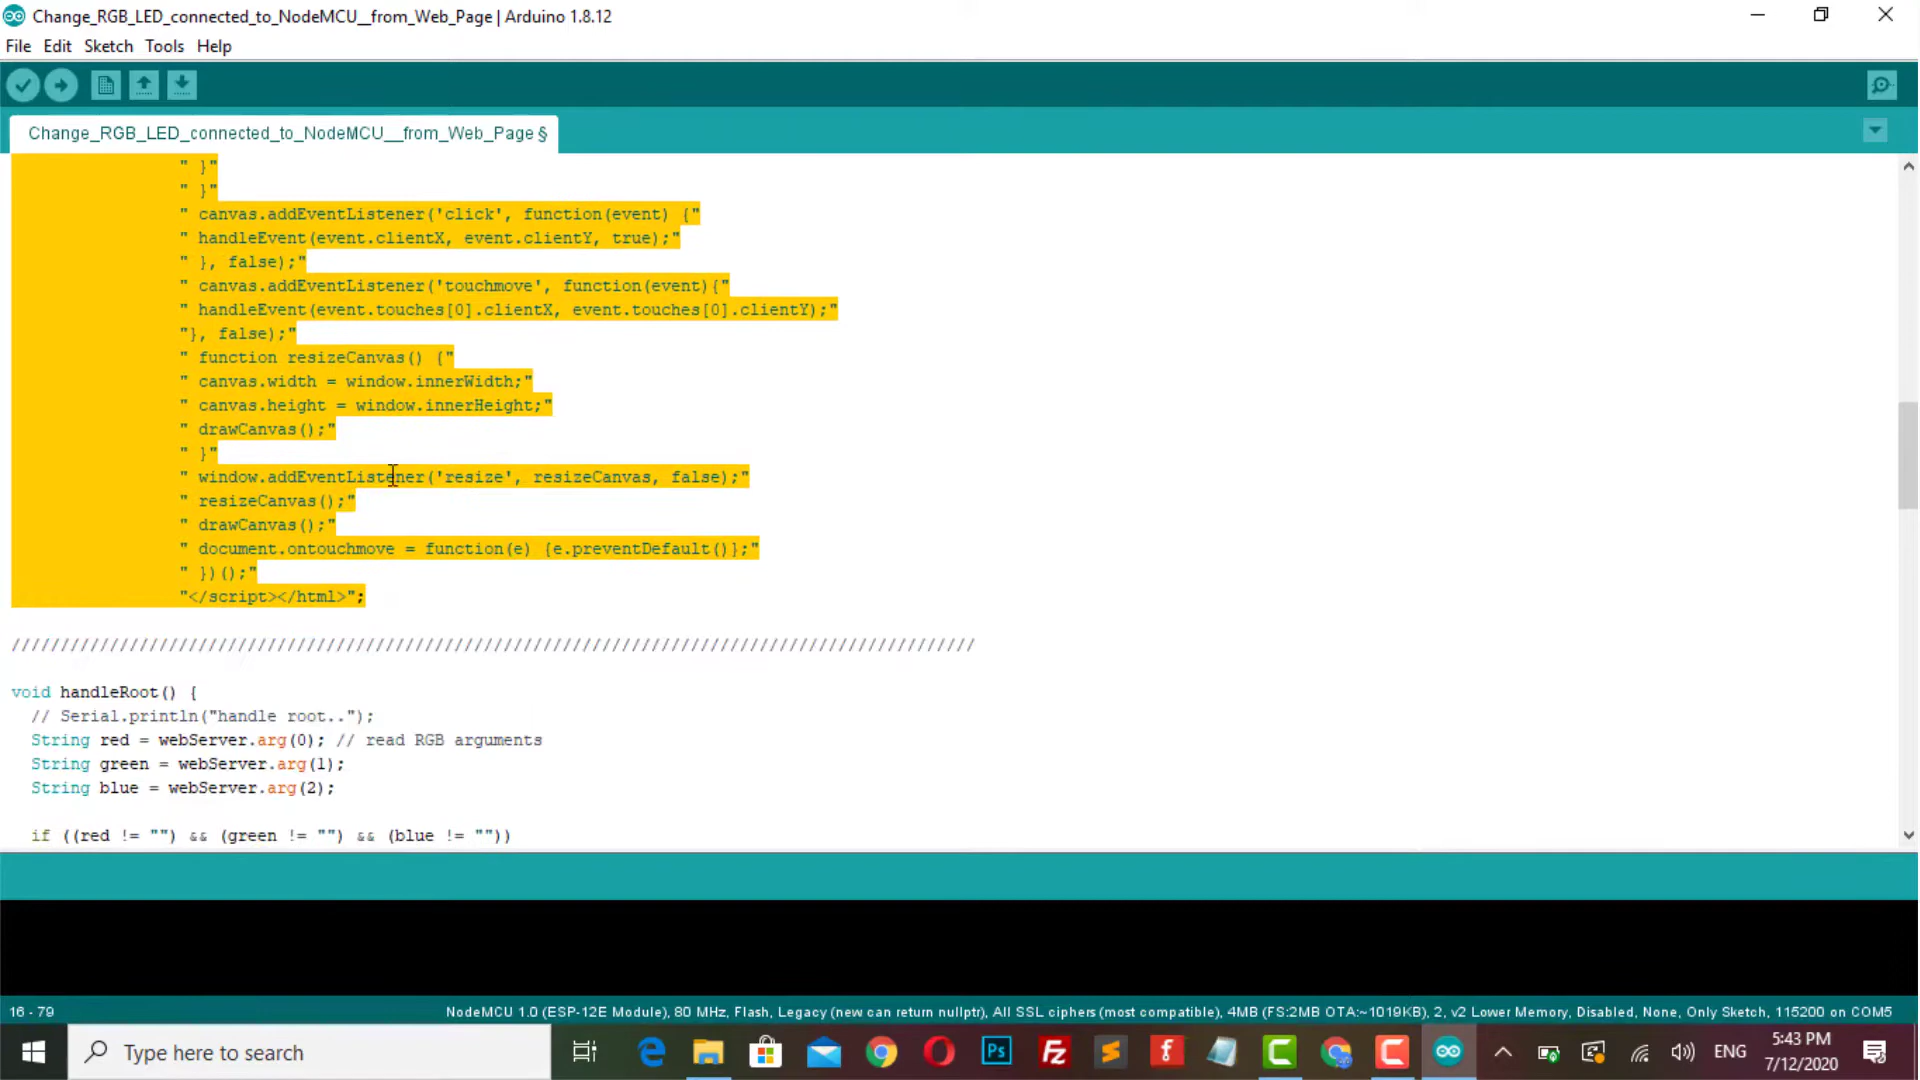 Change_RGB_LED_connected_to_NodeMCU__from_Web_Page | Arduino 1.8.12
File Edit Sketch Tools Help
Change_RGB_LED_connected_to_NodeMCU__from_Web_Page §
" }"
" }"
" canvas.addEventListener('click', function(event) {"
" handleEvent(event.clientX, event.clientY, true);"
" }, false);"
" canvas.addEventListener('touchmove', function(event){"
" handleEvent(event.touches[0].clientX, event.touches[0].clientY);"
"}, false);"
" function resizeCanvas() {"
" canvas.width = window.innerWidth;"
" canvas.height = window.innerHeight;"
" drawCanvas();"
" }"
" window.addEventListener('resize', resizeCanvas, false);"
" resizeCanvas();"
" drawCanvas();"
" document.ontouchmove = function(e) {e.preventDefault()};"
" })();"
"</script></html>";
//////////////////////////////////////////////////////////////////////////////////////////////////
void handleRoot() {
// Serial.println("handle root..");
String red = webServer.arg(0); // read RGB arguments
String green = webServer.arg(1);
String blue = webServer.arg(2);
if ((red != "") && (green != "") && (blue != ""))
16 - 79
NodeMCU 1.0 (ESP-12E Module), 80 MHz, Flash, Legacy (new can return nullptr), All SSL ciphers (most compatible), 4MB (FS:2MB OTA:~1019KB), 2, v2 Lower Memory, Disabled, None, Only Sketch, 115200 on COM5
Type here to search
Ps
Fz
ENG
5:43 PM
7/12/2020